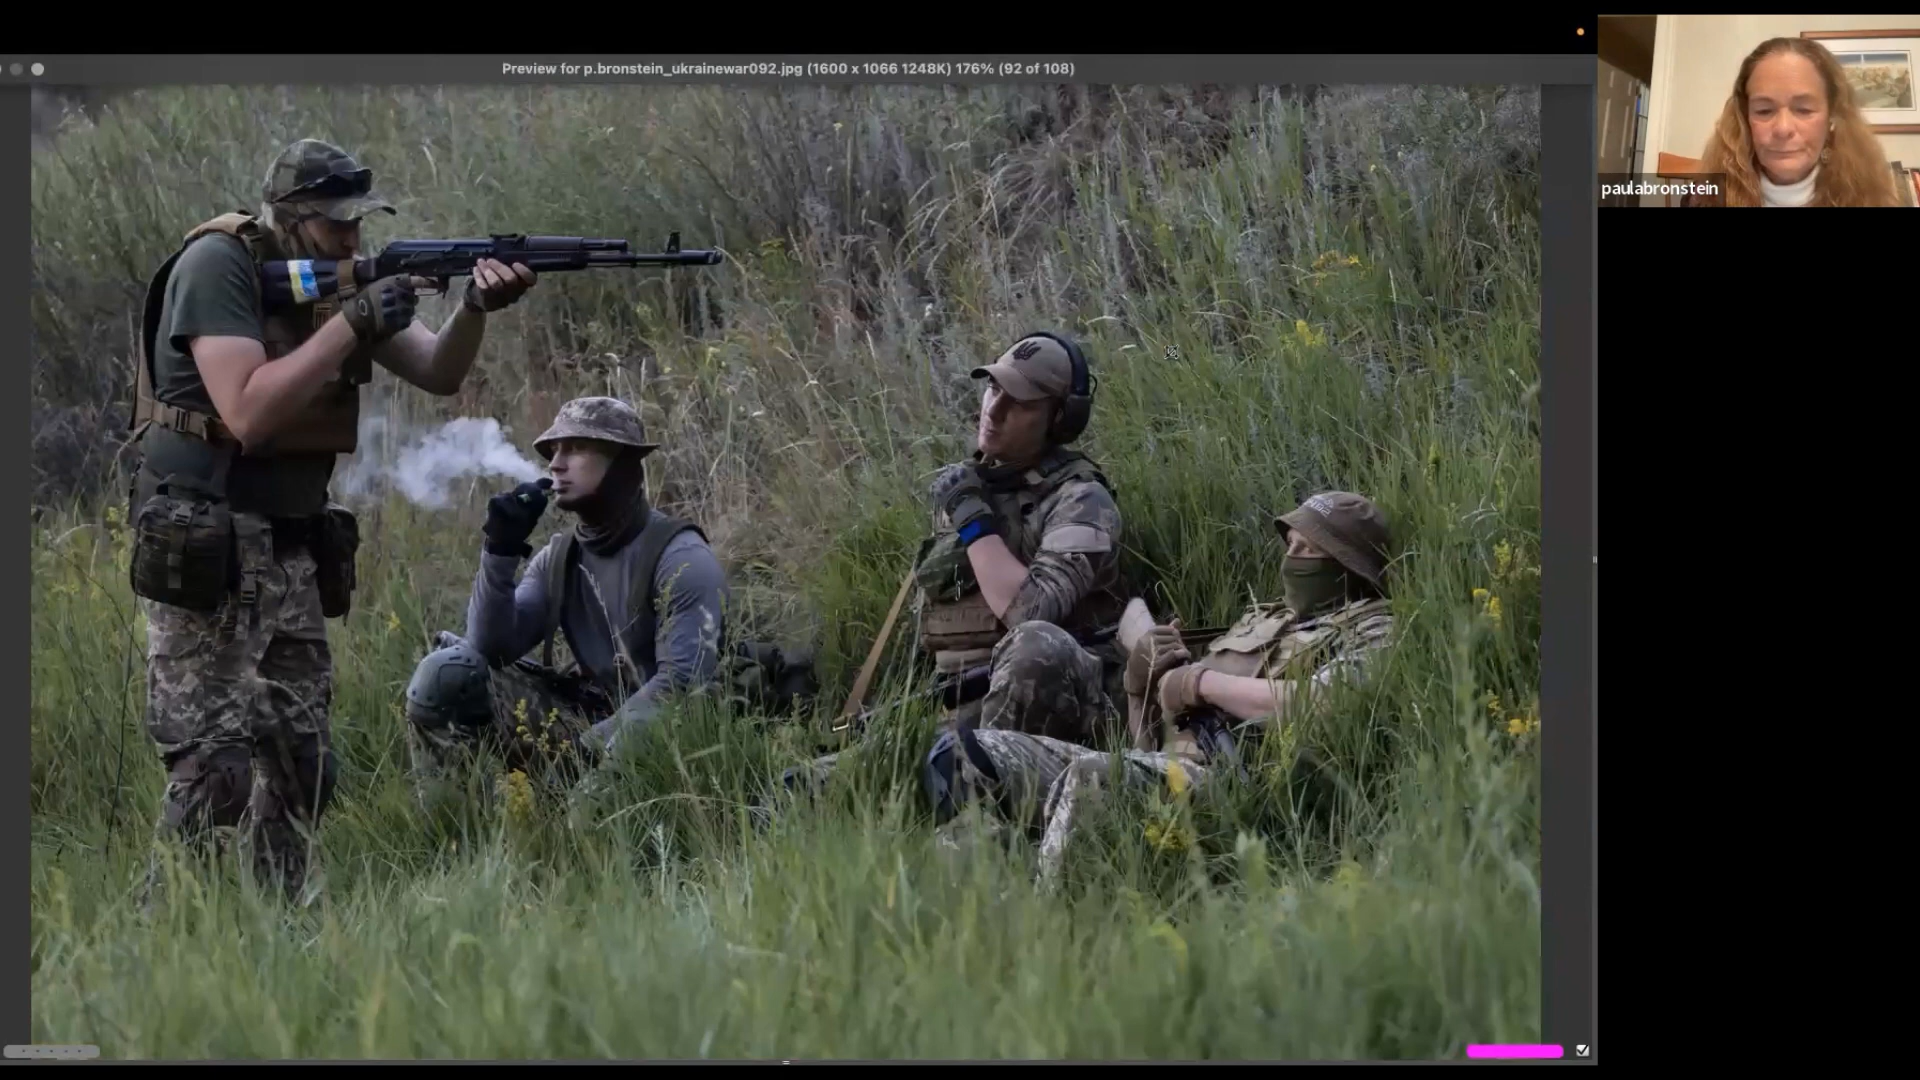 Preview for p.bronstein_ukrainewar092.jpg (1600 x 1066 1248K) 176% (92 of 108)
paulabronstein